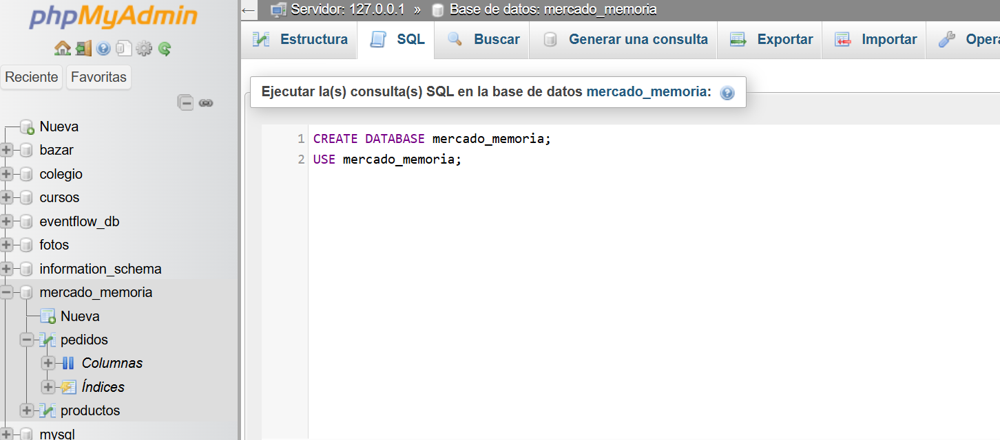 phpMyAdmin
Reciente Favoritas
Nueva
bazar
colegio
cursos
eventflow_db
fotos
information_schema
mercado_memoria
Nueva
pedidos
Columnas
Índices
productos
mysql
← Servidor: 127.0.0.1 » Base de datos: mercado_memoria
Estructura SQL Buscar Generar una consulta Exportar Importar Opera
Ejecutar la(s) consulta(s) SQL en la base de datos mercado_memoria:
1 CREATE DATABASE mercado_memoria;
2 USE mercado_memoria;